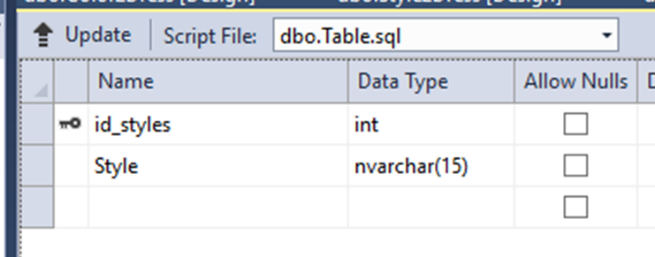 Update Script File: dbo.Table.sql
Name Data Type Allow Nulls
id_styles int
Style nvarchar(15)